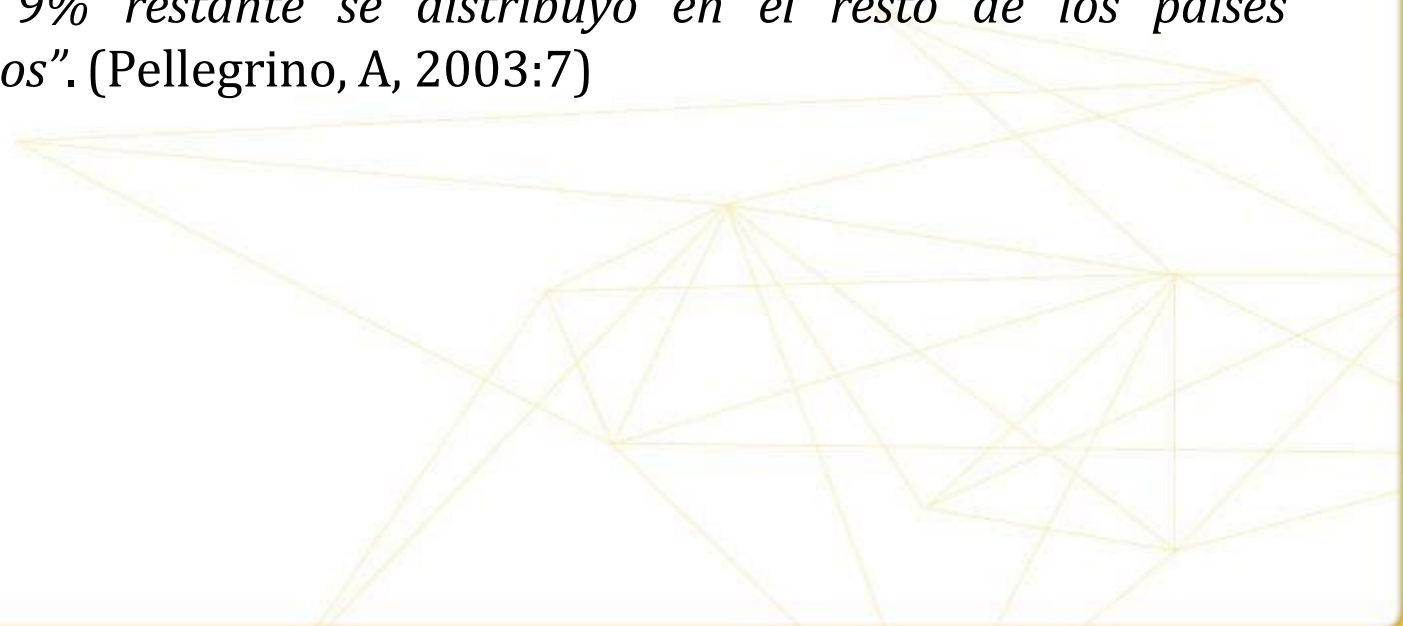 9% restante se distribuyó en el resto de los países
os”. (Pellegrino, A, 2003:7)